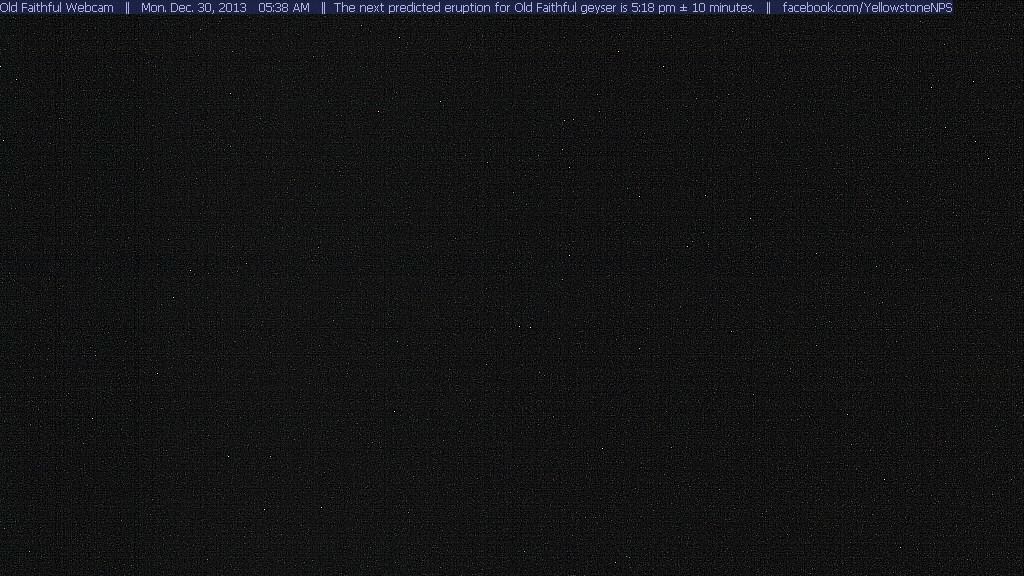 Old Faithful Webcam || Mon. Dec. 30, 2013 05:38 AM || The next predicted eruption for Old Faithful geyser is 5:18 pm ± 10 minutes. || facebook.com/YellowstoneNPS